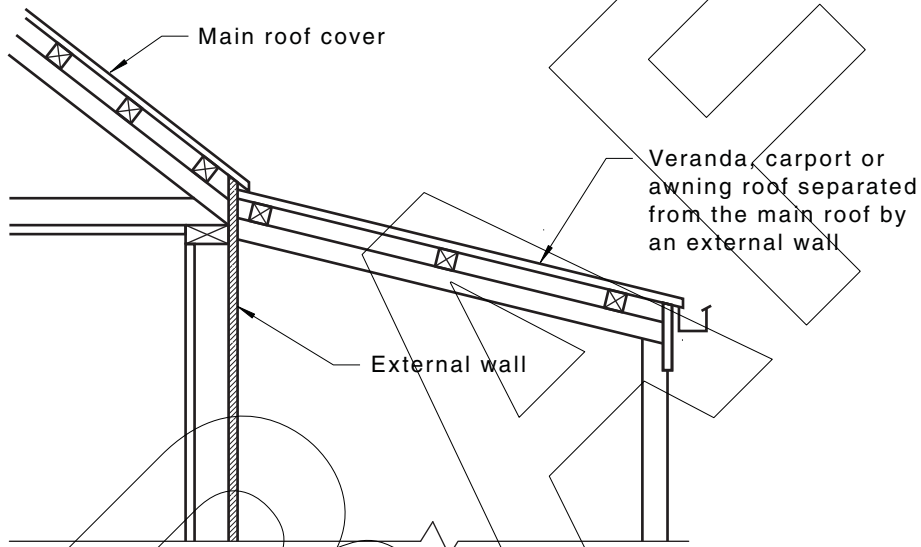 Main roof cover
Veranda, carport or
awning roof separated
from the main roof by
an external wall
External wall